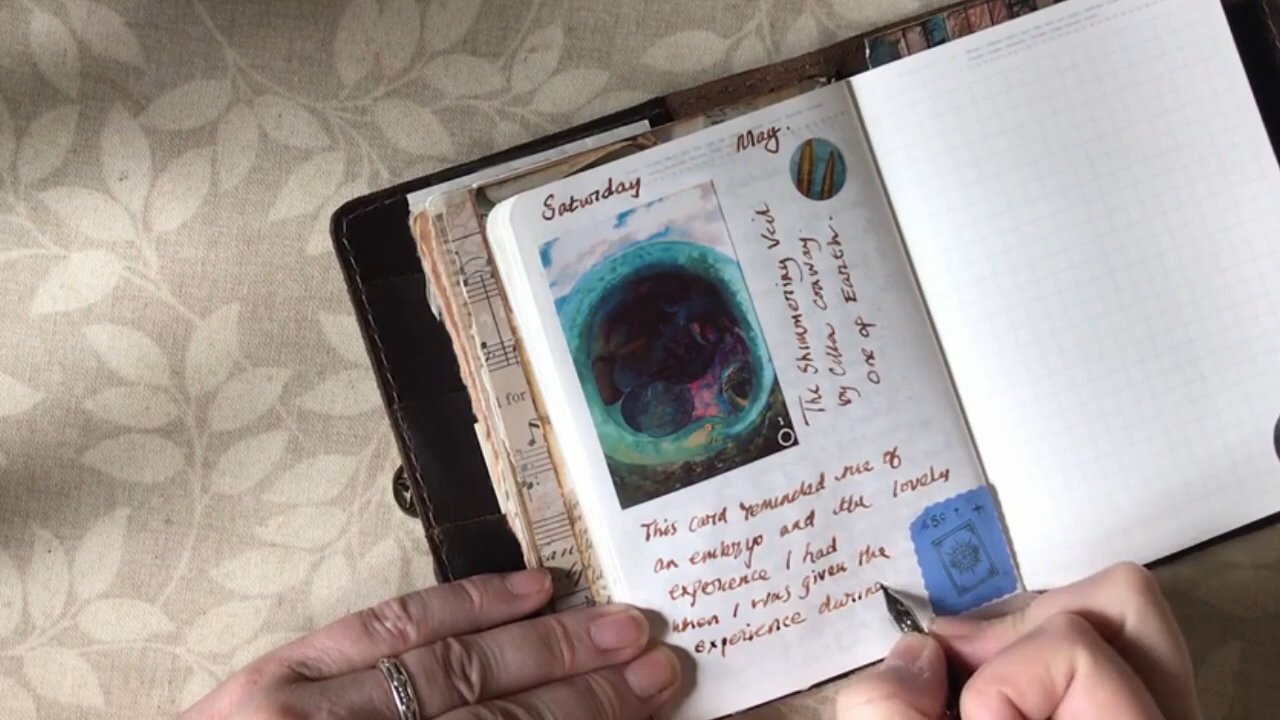 May.
Saturday
The Shimmering Veil
by Cilla Conway.
One of Earth.
This card reminded me of
an embryo and the lovely
experience I had
when I was given the
experience during
for